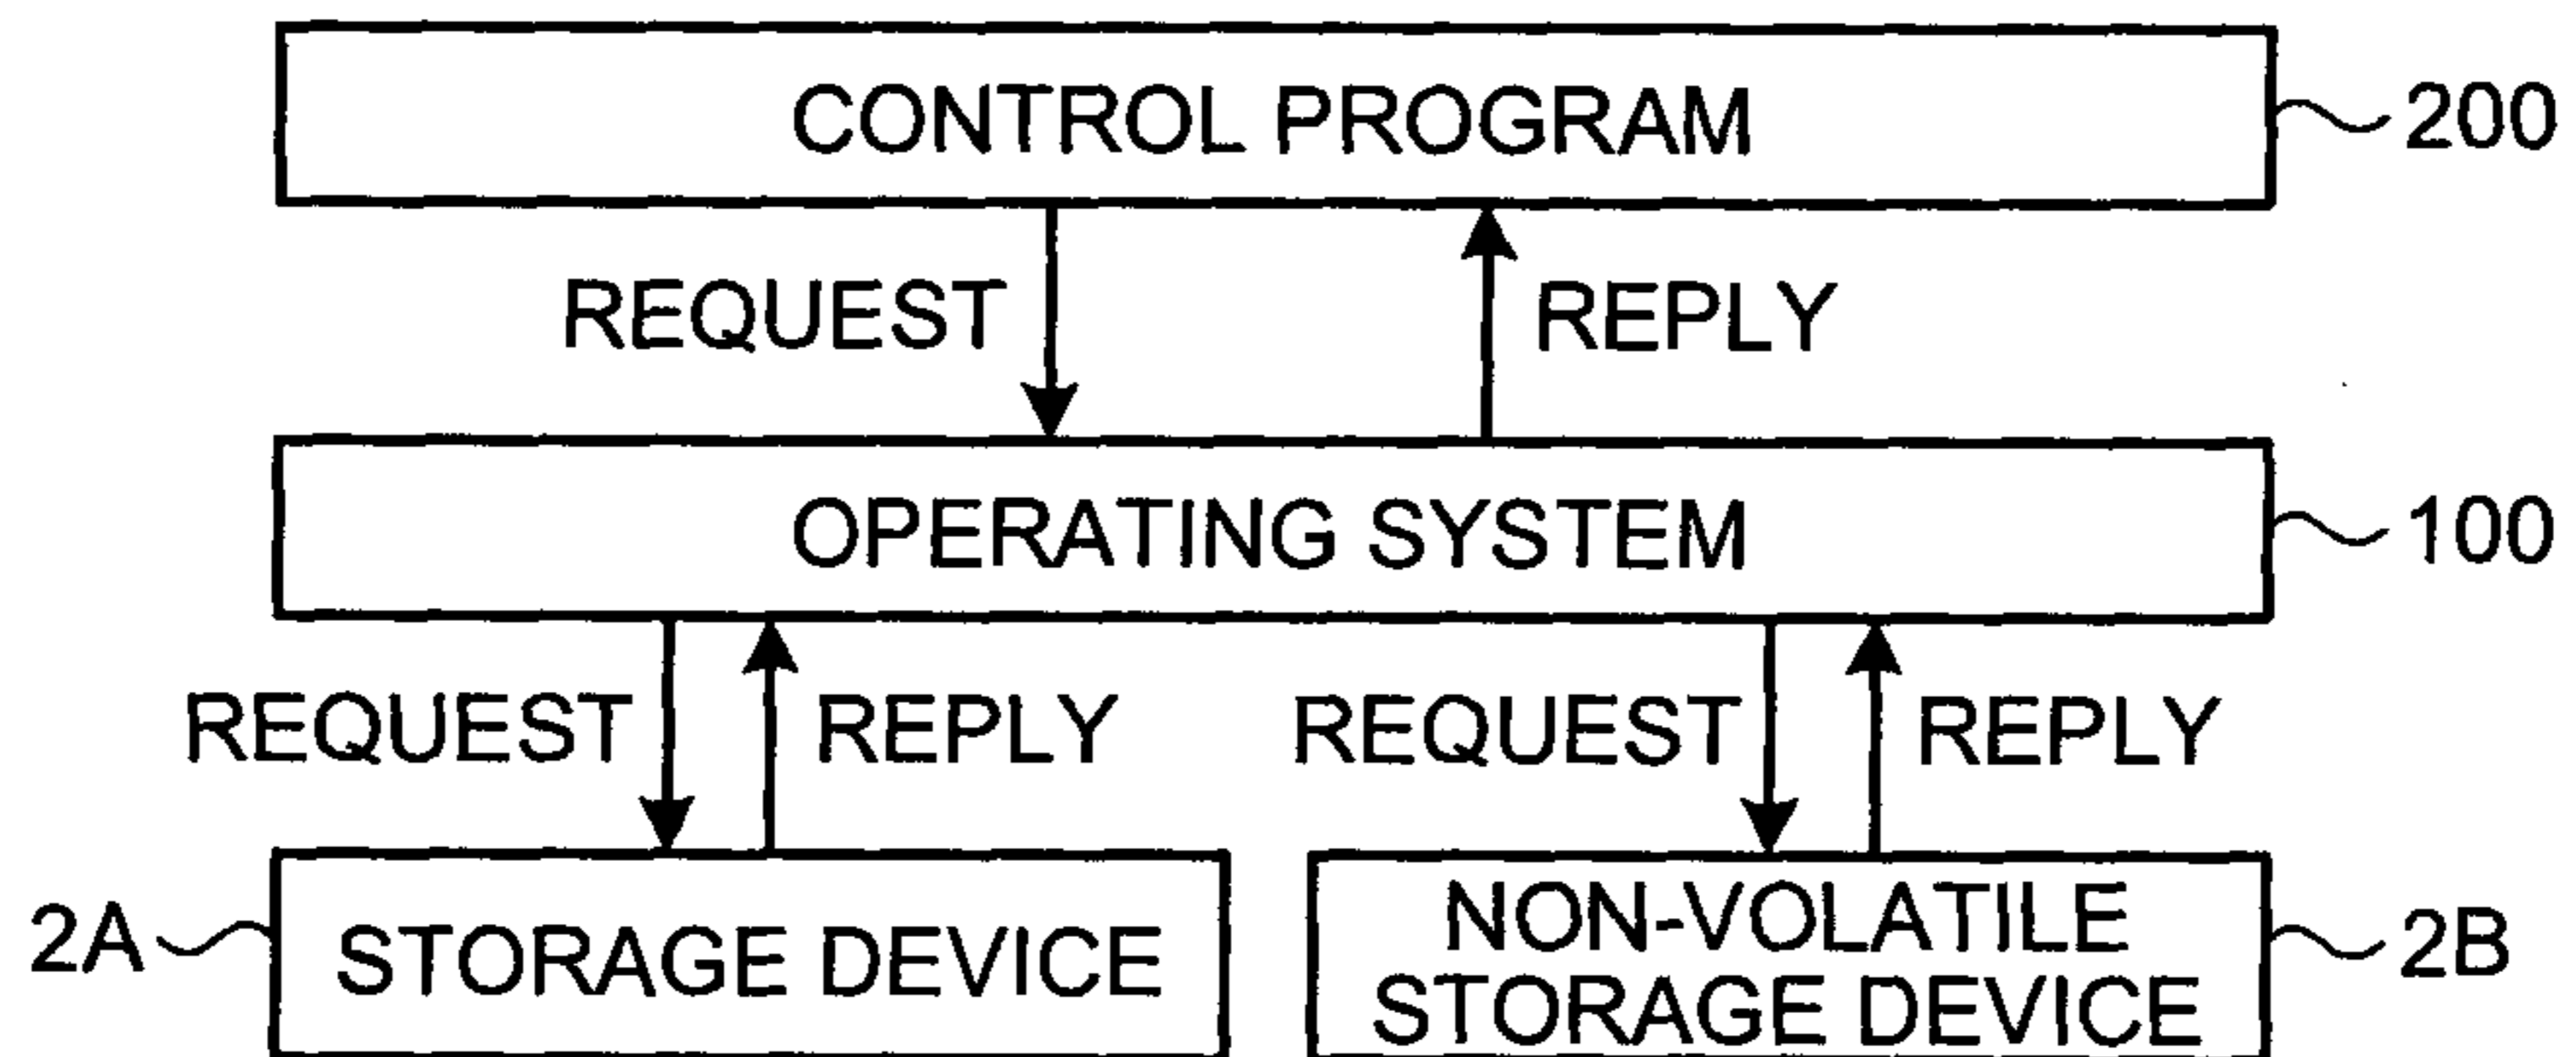 CONTROL PROGRAM
200
REQUEST
REPLY
OPERATING SYSTEM
100
REQUEST
REPLY
REQUEST
REPLY
2A
STORAGE DEVICE
NON-VOLATILE
STORAGE DEVICE
2B